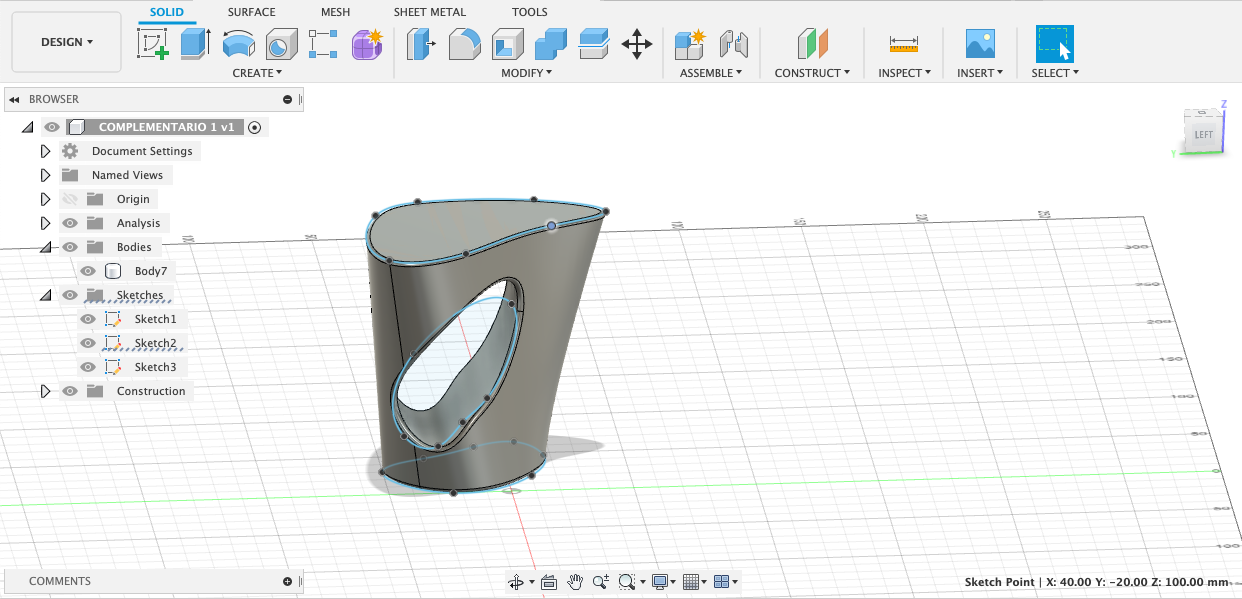 SOLID SURFACE MESH SHEET METAL TOOLS
DESIGN ▾
CREATE ▾ MODIFY ▾ ASSEMBLE ▾ CONSTRUCT ▾ INSPECT ▾ INSERT ▾ SELECT ▾
BROWSER
COMPLEMENTARIO 1 v1
Document Settings
Named Views
Origin
Analysis
Bodies
Body7
Sketches
Sketch1
Sketch2
Sketch3
Construction
Z
LEFT
Y
COMMENTS
Sketch Point | X: 40.00 Y: -20.00 Z: 100.00 mm